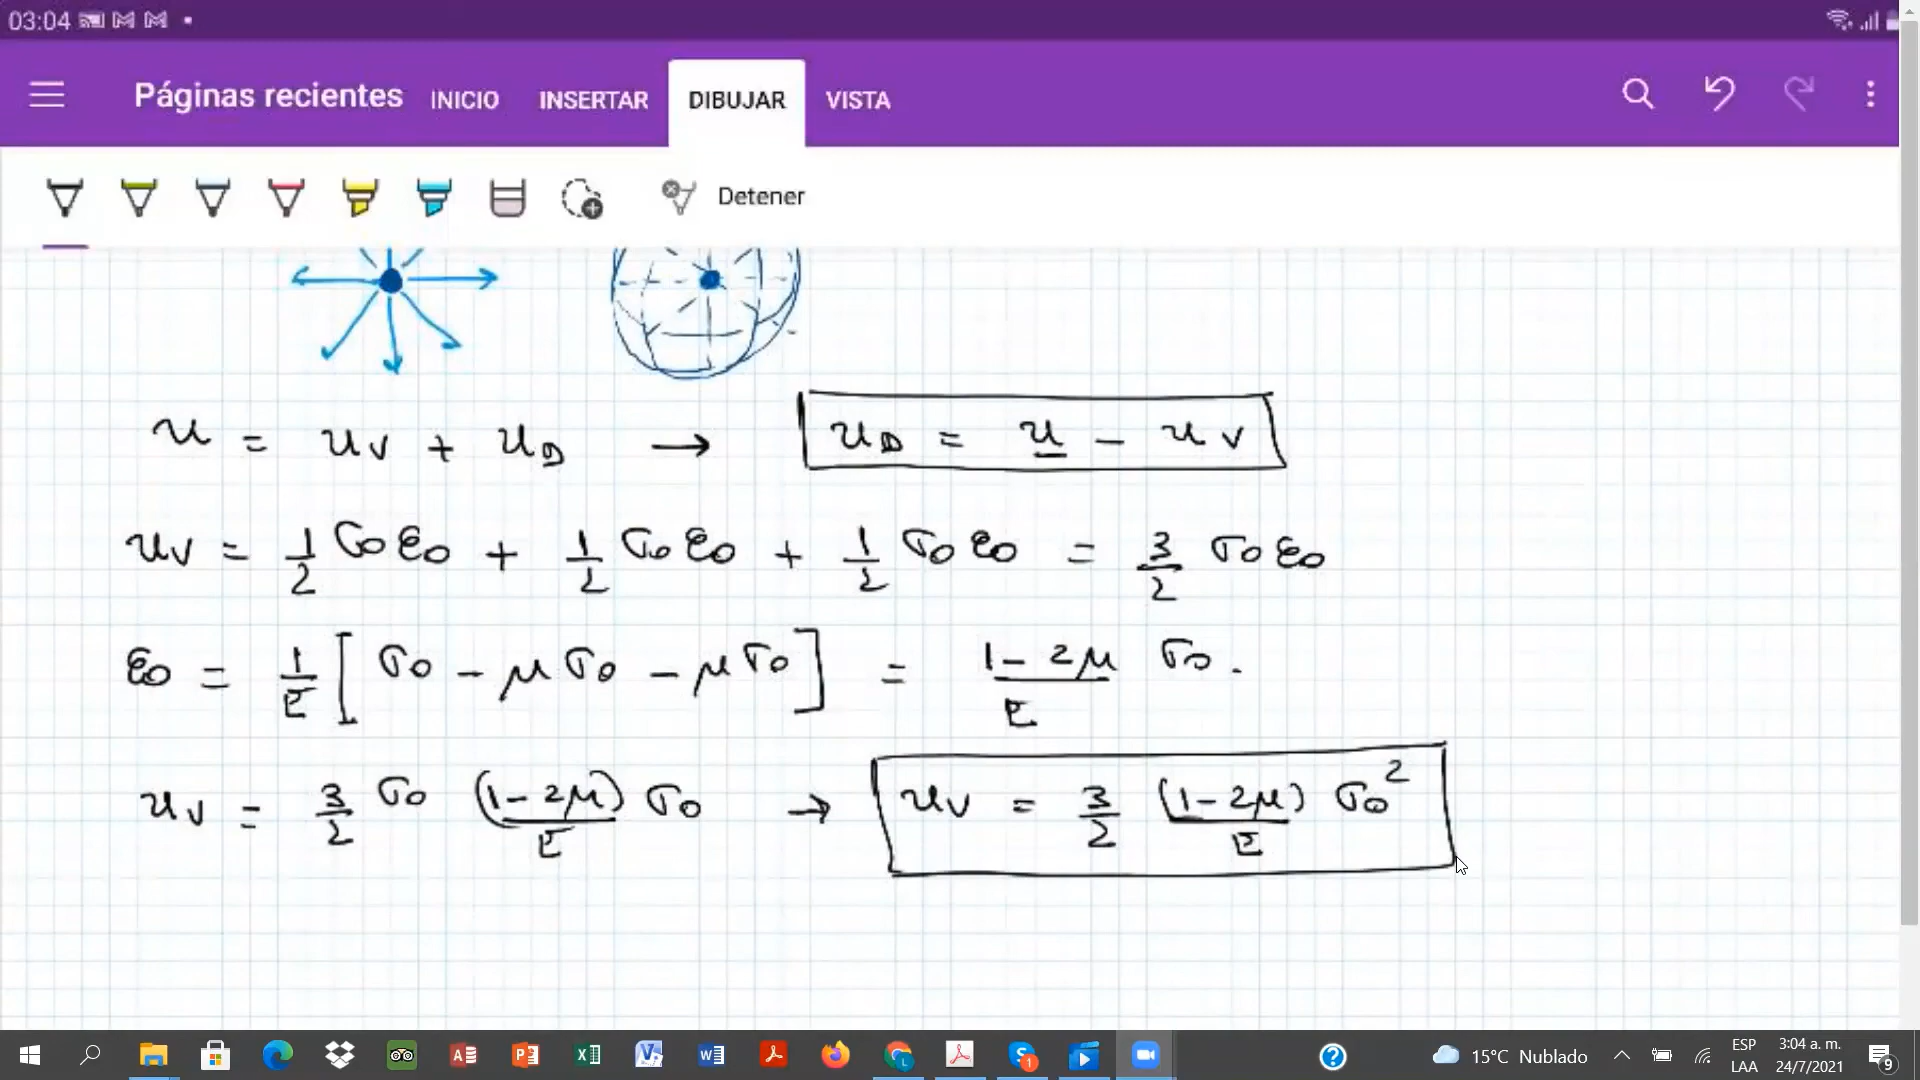 03:04
Páginas recientes INICIO INSERTAR DIBUJAR VISTA
Detener
u = uv + uD → uD = u - uv
uv = 1/2 σo εo + 1/2 σo εo + 1/2 σo εo = 3/2 σo εo
εo = 1/E [ σo - μσo - μσo ] = 1-2μ/E σo.
uv = 3/2 σo (1-2μ)/E σo → uv = 3/2 (1-2μ)/E σo²
15°C Nublado ESP 3:04 a. m.
LAA 24/7/2021 9